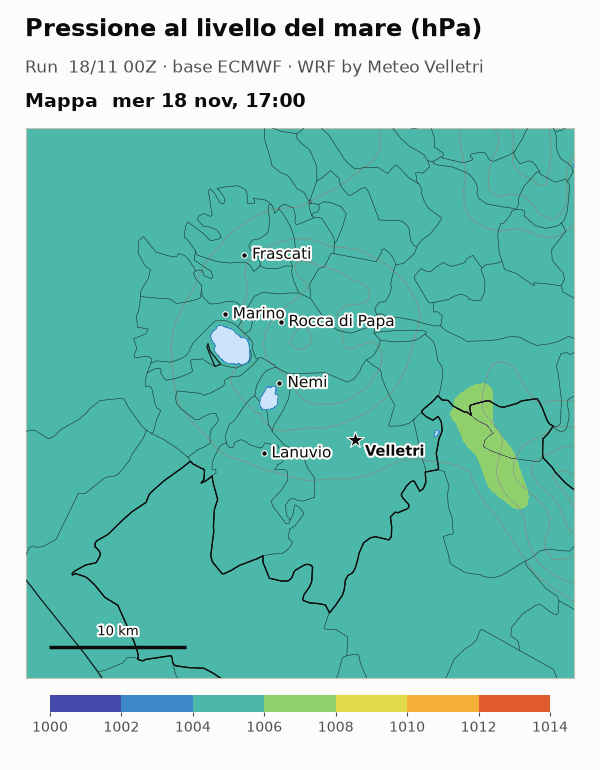 Pressione al livello del mare (hPa)
Run  18/11 00Z · base ECMWF · WRF by Meteo Velletri
Mappa  mer 18 nov, 17:00
Frascati
Marino
Rocca di Papa
Nemi
Velletri
Lanuvio
10 km
1000 1002 1004 1006 1008 1010 1012 1014